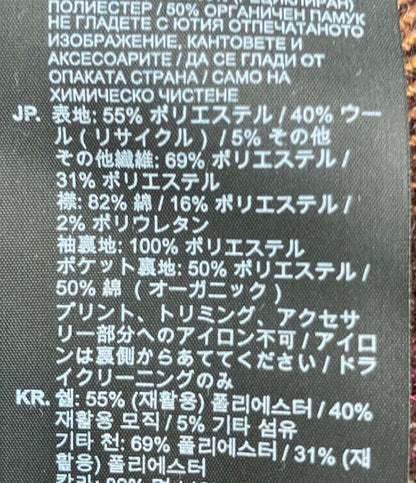 ПОЛИЕСТЕР / 50% ОРГАНИЧЕН ПАМУК
НЕ ГЛАДЕТЕ С ЮТИЯ ОТПЕЧАТАНОТО
ИЗОБРАЖЕНИЕ, КАНТОВЕТЕ И
АКСЕСОАРИТЕ / ДА СЕ ГЛАДИ ОТ
ОПАКАТА СТРАНА / САМО НА
ХИМИЧЕСКО ЧИСТЕНЕ
JP. 表地: 55% ポリエステル / 40% ウー
ル ( リサイクル ) / 5% その他
その他繊維: 69% ポリエステル /
31% ポリエステル
襟: 82% 綿 / 16% ポリエステル /
2% ポリウレタン
袖裏地: 100% ポリエステル
ポケット裏地: 50% ポリエステル /
50% 綿 ( オーガニック )
プリント、トリミング、アクセサ
リー部分へのアイロン不可 / アイロ
ンは裏側からあててください / ドラ
イクリーニングのみ
KR. 쉘: 55% (재활용) 폴리에스터 / 40%
재활용 모직 / 5% 기타 섬유
기타 천: 69% 폴리에스터 / 31% (재
활용) 폴리에스터